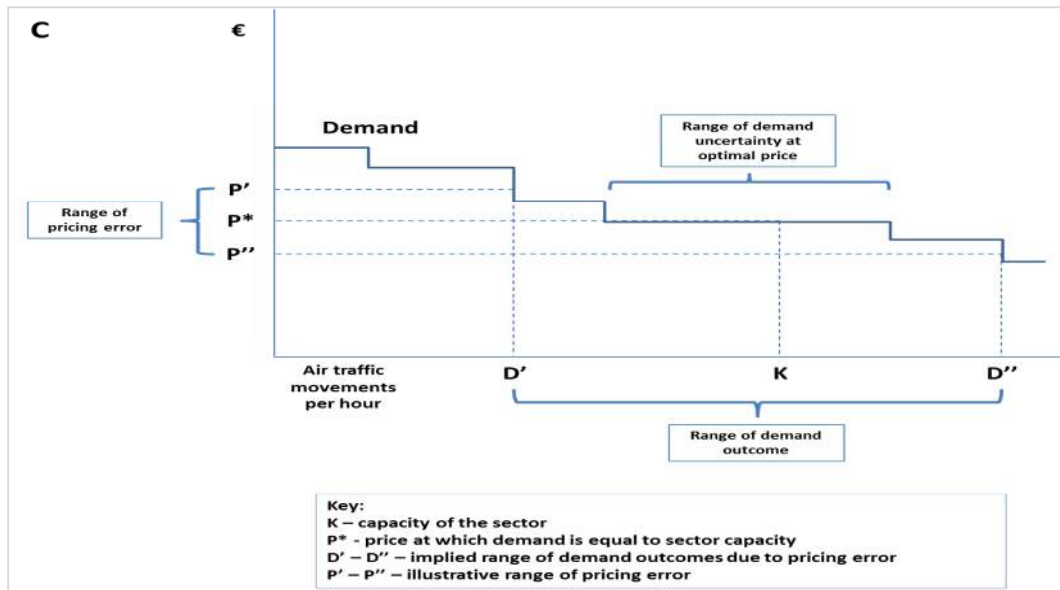 C
€
Demand
Range of demand
uncertainty at
optimal price
P’
Range of
pricing error
P*
P’’
Air traffic
movements
per hour
D’
K
D’’
Range of demand
outcome
Key:
K – capacity of the sector
P* - price at which demand is equal to sector capacity
D’ – D’’ – implied range of demand outcomes due to pricing error
P’ – P’’ – illustrative range of pricing error